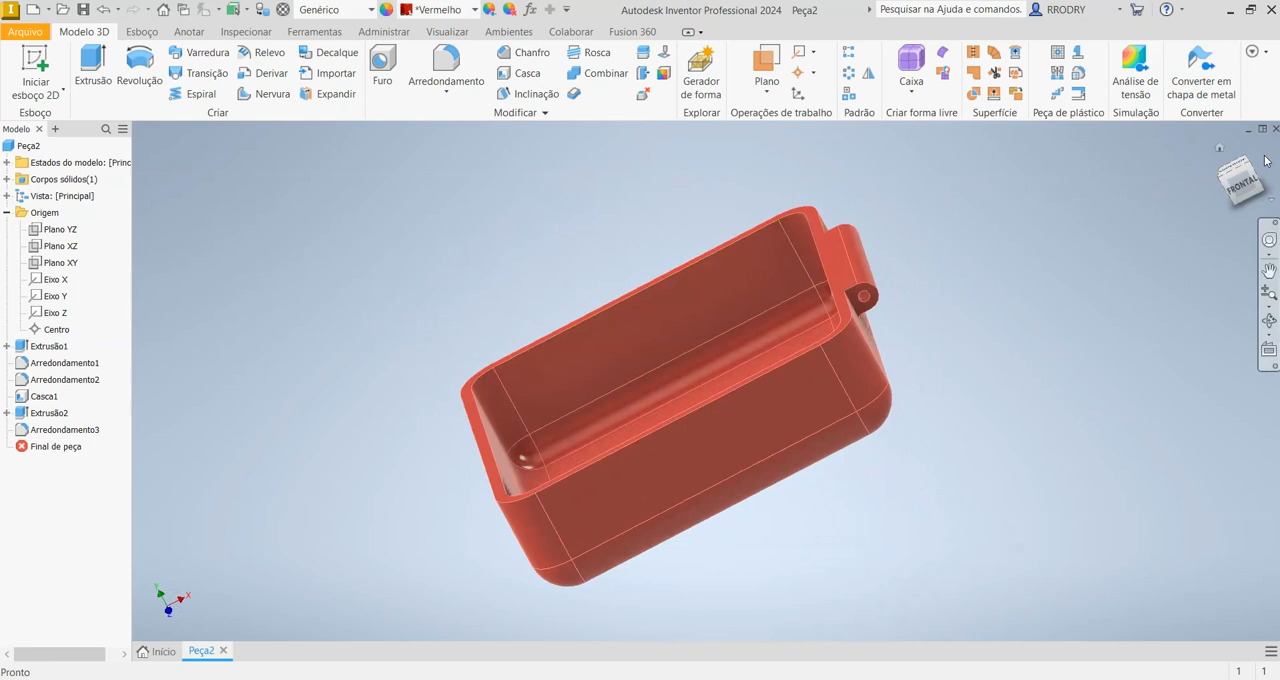 Genérico
*Vermelho
Autodesk Inventor Professional 2024 Peça2
Pesquisar na Ajuda e comandos.
RRODRY
Arquivo Modelo 3D Esboço Anotar Inspecionar Ferramentas Administrar Visualizar Ambientes Colaborar Fusion 360
Iniciar
esboço 2D
Esboço
Extrusão
Revolução
Varredura
Transição
Espiral
Relevo
Derivar
Nervura
Decalque
Importar
Expandir
Criar
Furo
Arredondamento
Chanfro
Casca
Inclinação
Rosca
Combinar
Modificar
Gerador
de forma
Explorar
Plano
Operações de trabalho
Padrão
Caixa
Criar forma livre
Superfície
Peça de plástico
Análise de
tensão
Simulação
Converter em
chapa de metal
Converter
Modelo
Peça2
Estados do modelo: [Princ
Corpos sólidos(1)
Vista: [Principal]
Origem
Plano YZ
Plano XZ
Plano XY
Eixo X
Eixo Y
Eixo Z
Centro
Extrusão1
Arredondamento1
Arredondamento2
Casca1
Extrusão2
Arredondamento3
Final de peça
FRONTAL
Y
X
Z
Início
Peça2
Pronto
1 1